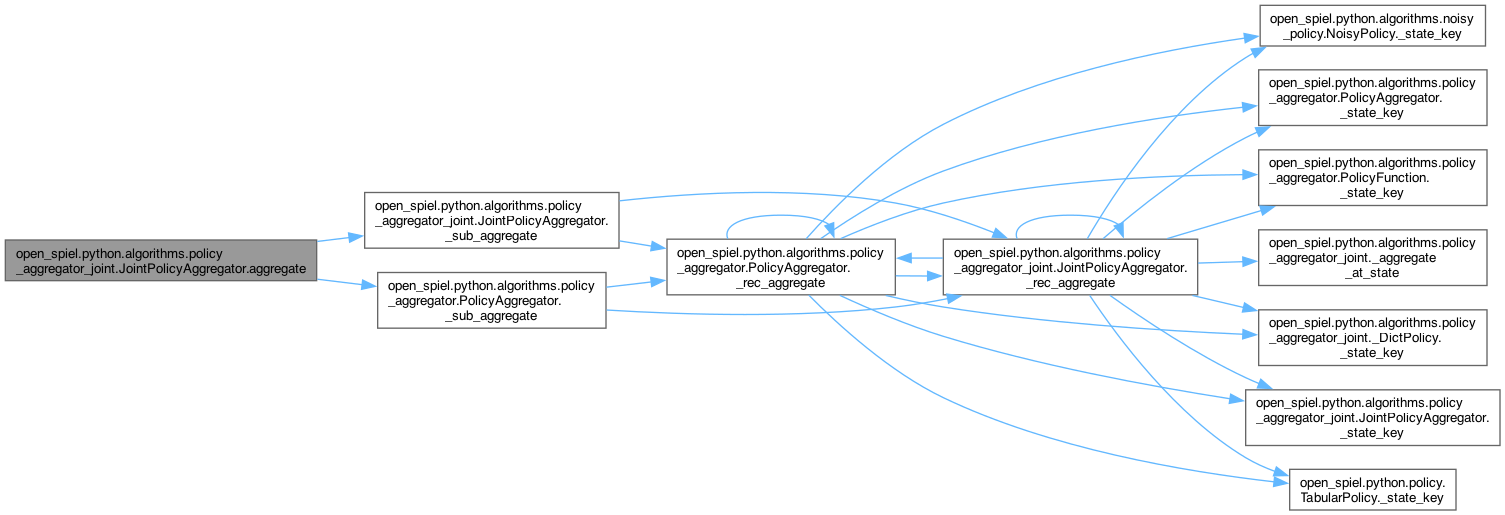 open_spiel.python.algorithms.policy
_aggregator_joint.JointPolicyAggregator.aggregate
open_spiel.python.algorithms.policy
_aggregator_joint.JointPolicyAggregator.
_sub_aggregate
open_spiel.python.algorithms.policy
_aggregator.PolicyAggregator.
_sub_aggregate
open_spiel.python.algorithms.policy
_aggregator.PolicyAggregator.
_rec_aggregate
open_spiel.python.algorithms.policy
_aggregator_joint.JointPolicyAggregator.
_rec_aggregate
open_spiel.python.algorithms.noisy
_policy.NoisyPolicy._state_key
open_spiel.python.algorithms.policy
_aggregator.PolicyAggregator.
_state_key
open_spiel.python.algorithms.policy
_aggregator.PolicyFunction.
_state_key
open_spiel.python.algorithms.policy
_aggregator_joint._aggregate
_at_state
open_spiel.python.algorithms.policy
_aggregator_joint._DictPolicy.
_state_key
open_spiel.python.algorithms.policy
_aggregator_joint.JointPolicyAggregator.
_state_key
open_spiel.python.policy.
TabularPolicy._state_key